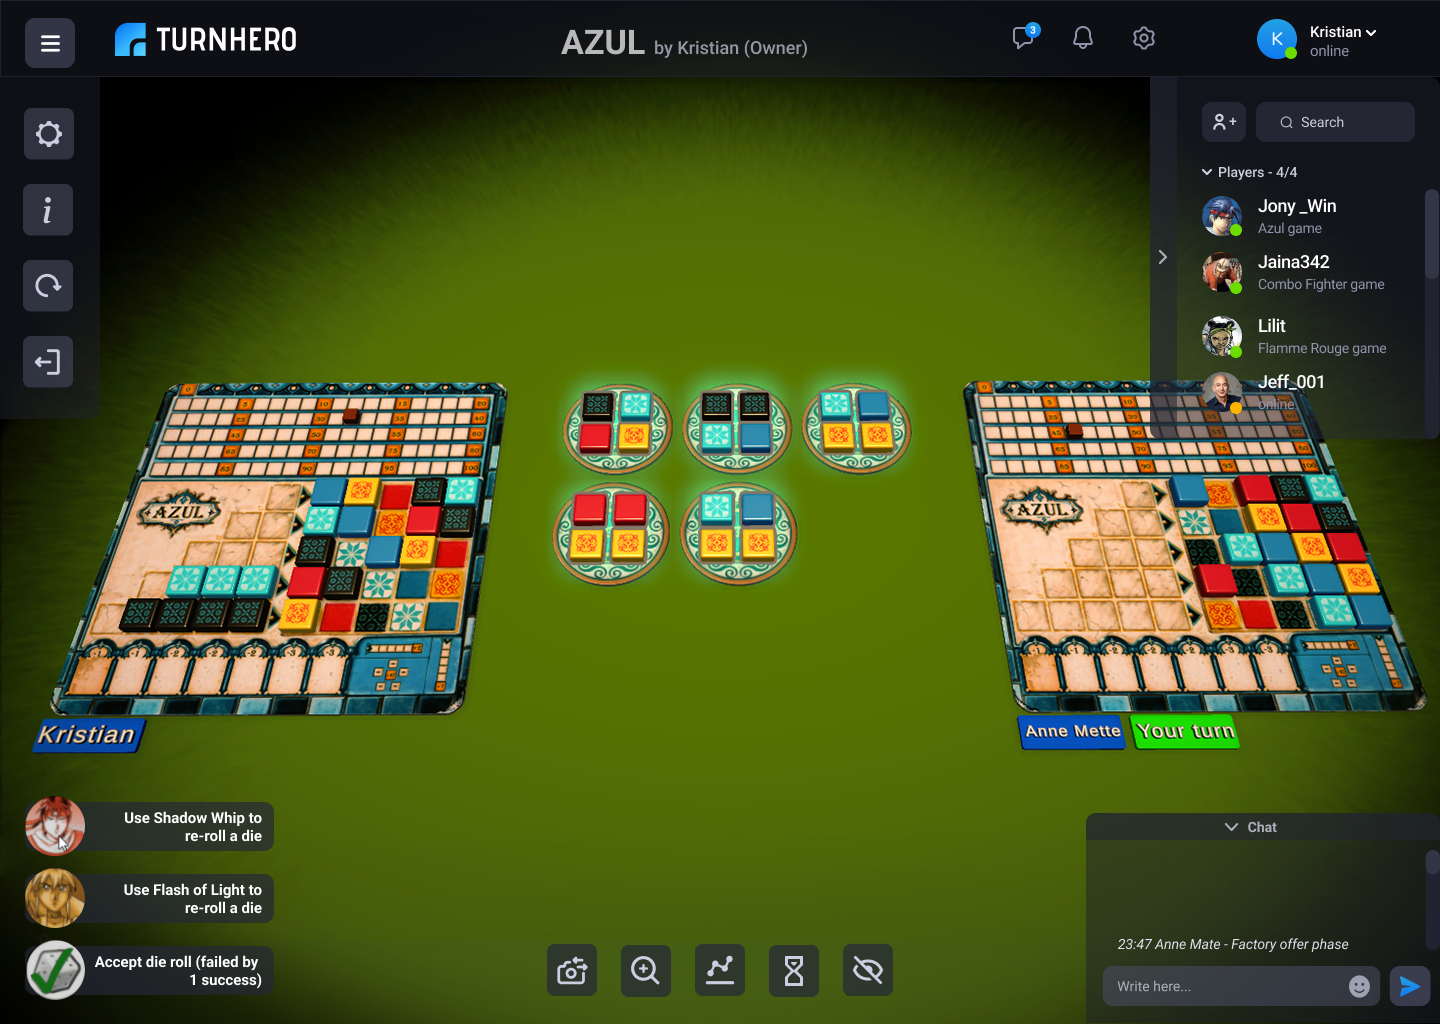 TURNHERO
AZUL by Kristian (Owner)
3
K
Kristian
online
Search
Players - 4/4
Jony _Win
Azul game
Jaina342
Combo Fighter game
Lilit
Flamme Rouge game
Jeff_001
online
AZUL
AZUL
Kristian
Anne Mette
Your turn
Use Shadow Whip to
re-roll a die
Use Flash of Light to
re-roll a die
Accept die roll (failed by
1 success)
Chat
23:47 Anne Mate - Factory offer phase
Write here...